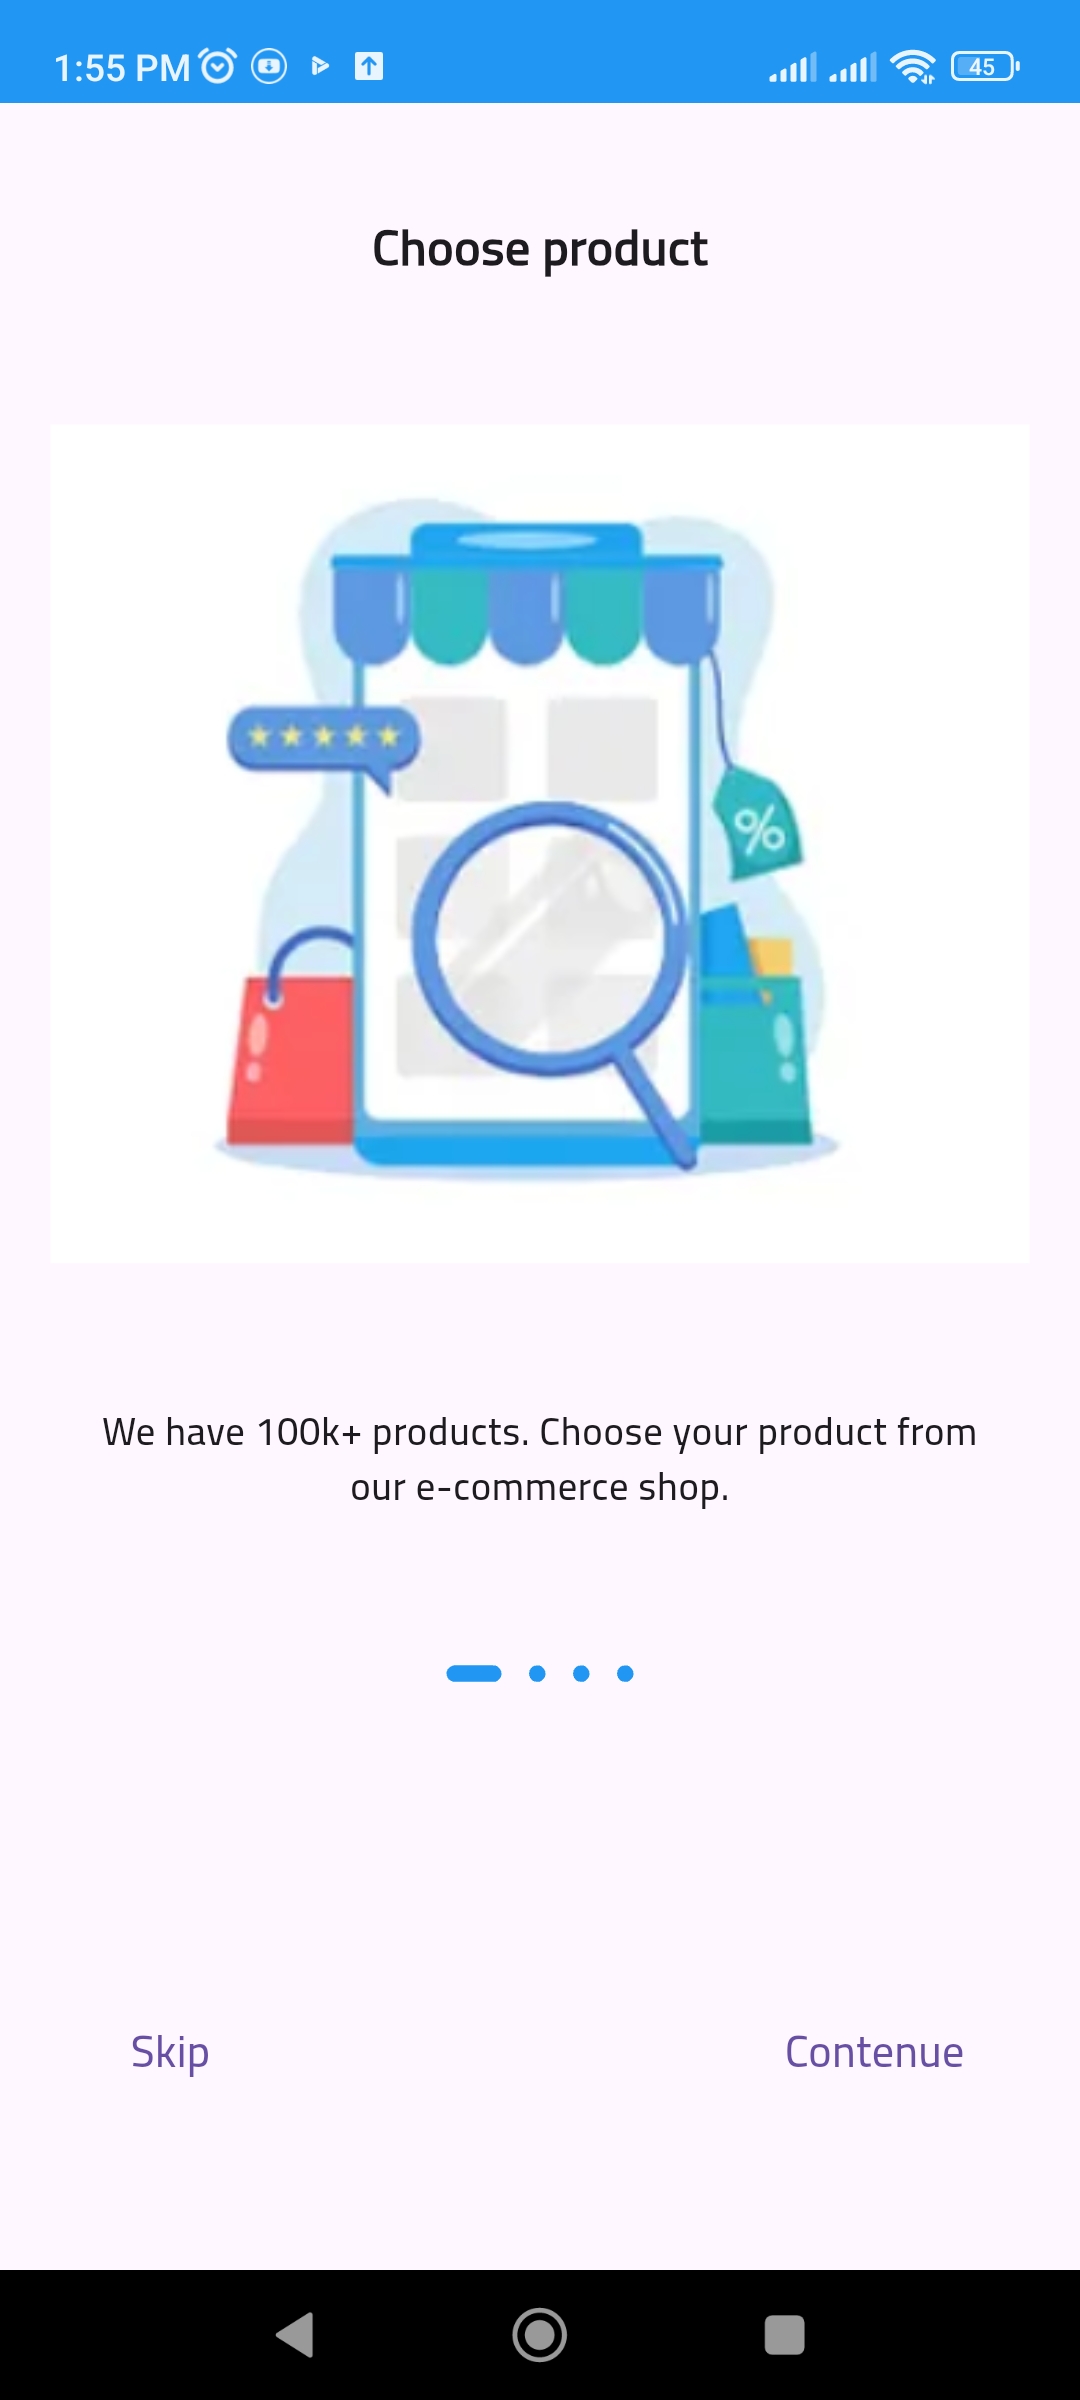 1:55 PM
45
Choose product
%
We have 100k+ products. Choose your product from
our e-commerce shop.
Skip
Contenue